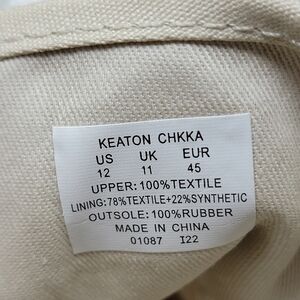 KEATON CHKKA
US UK EUR
12 11 45
UPPER:100%TEXTILE
LINING:78%TEXTILE+22%SYNTHETIC
OUTSOLE:100%RUBBER
MADE IN CHINA
01087 I22